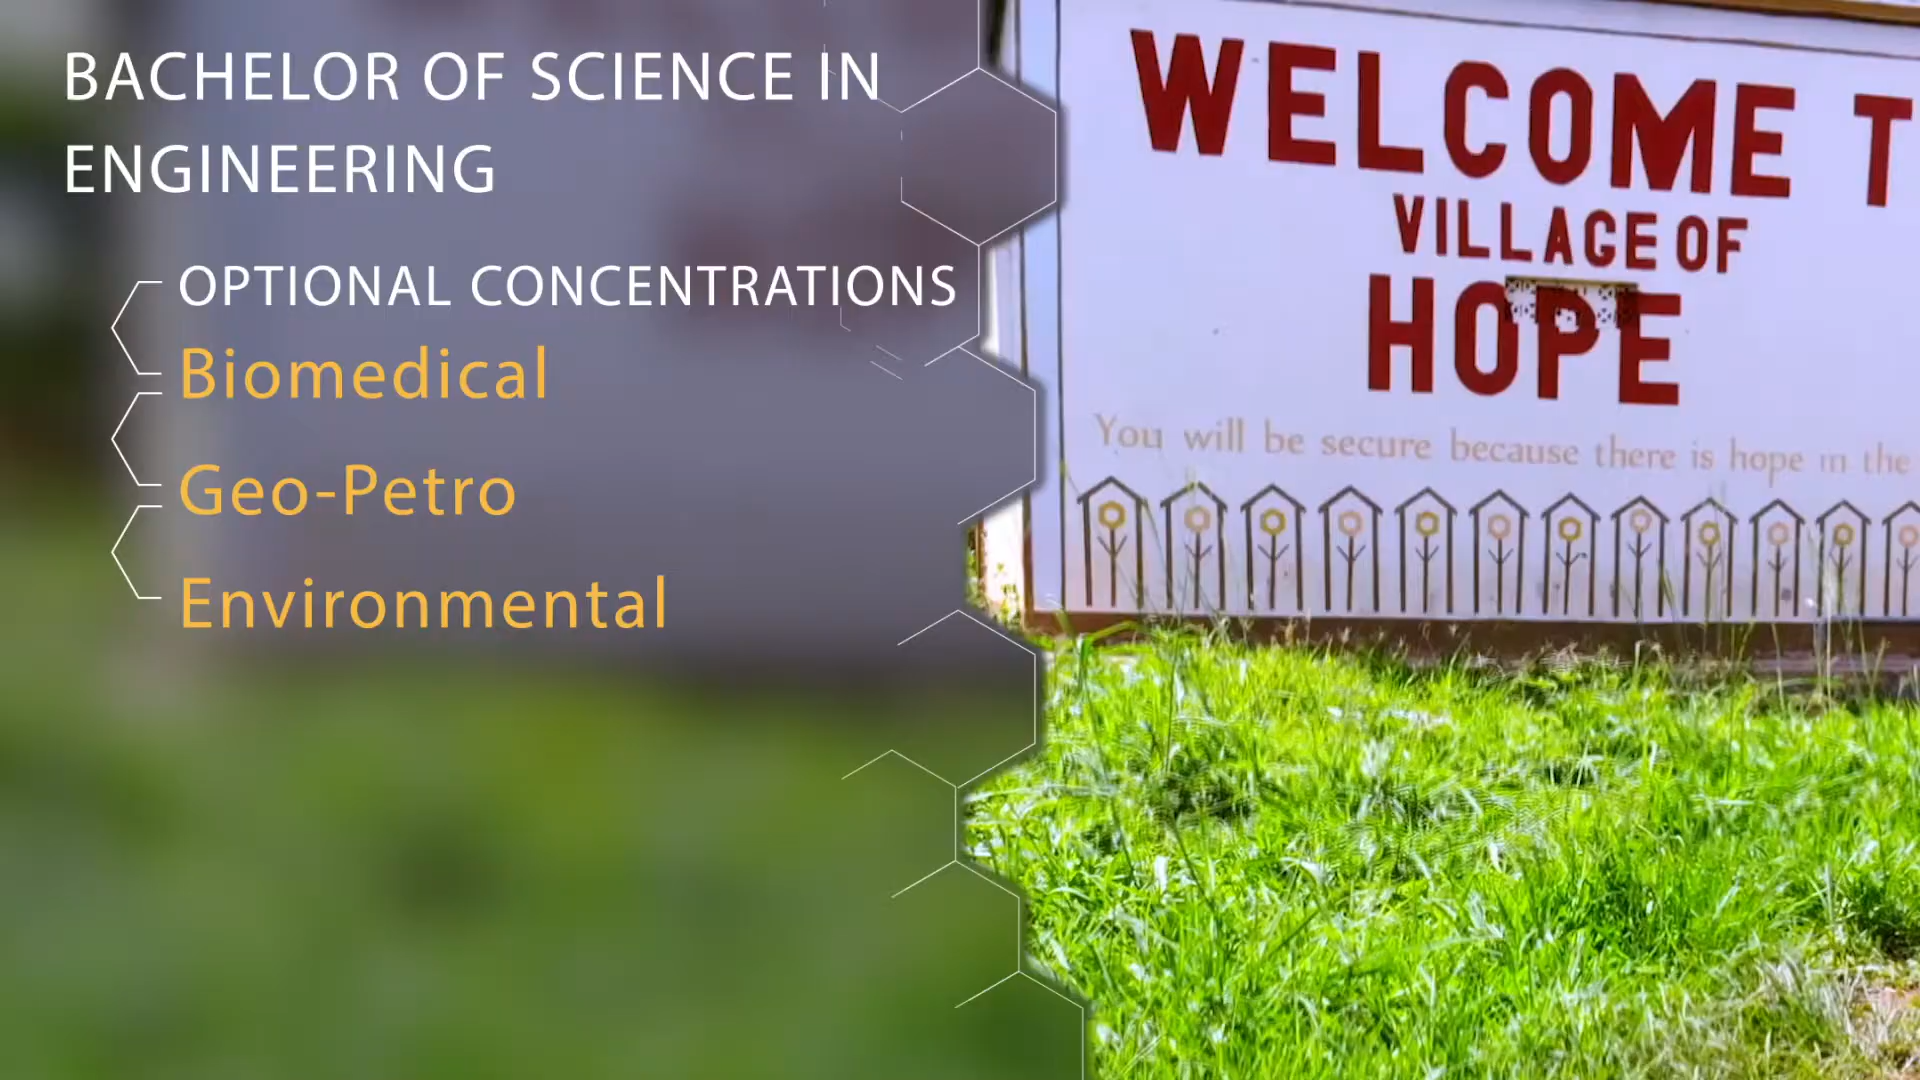 BACHELOR OF SCIENCE IN
ENGINEERING
OPTIONAL CONCENTRATIONS
Biomedical
Geo-Petro
Environmental
WELCOME T
VILLAGE OF
HOPE
You will be secure because there is hope in the